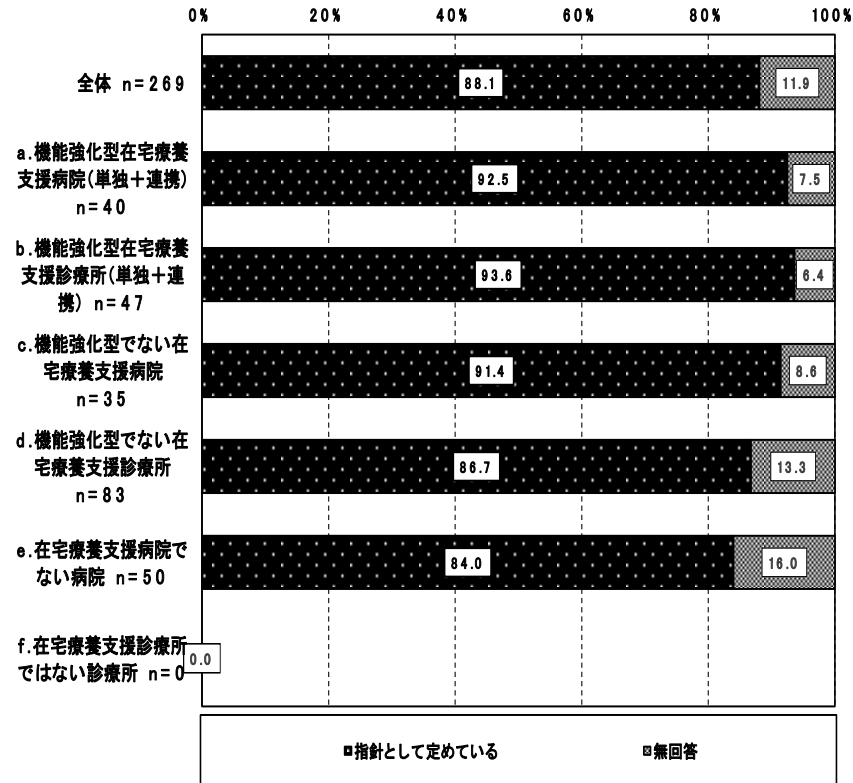 0% 20% 40% 60% 80% 100%
全体 n=269
88.1 11.9
a.機能強化型在宅療養
支援病院(単独＋連携)
n=40
92.5 7.5
b.機能強化型在宅療養
支援診療所(単独＋連
携) n=47
93.6 6.4
c.機能強化型でない在
宅療養支援病院
n=35
91.4 8.6
d.機能強化型でない在
宅療養支援診療所
n=83
86.7 13.3
e.在宅療養支援病院で
ない病院 n=50
84.0 16.0
f.在宅療養支援診療所
ではない診療所 n=0
0.0
指針として定めている 無回答